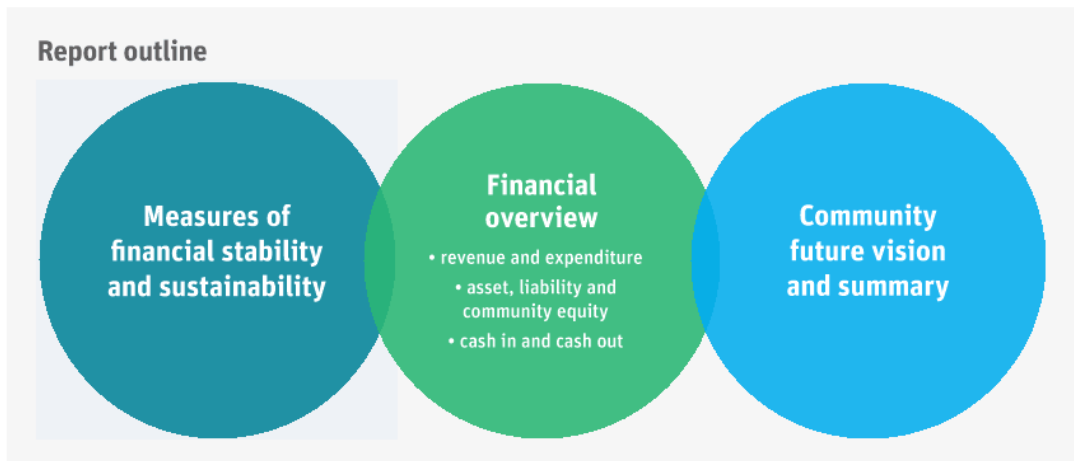 Report outline
Measures of
financial stability
and sustainability
Financial
overview
• revenue and expenditure
• asset, liability and
community equity
• cash in and cash out
Community
future vision
and summary